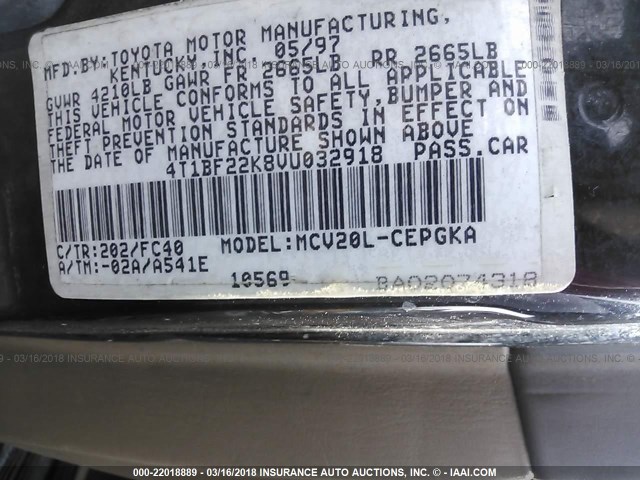 MFD.BY:TOYOTA MOTOR MANUFACTURING,
KENTUCKY,INC. 05/97
GVWR 4210LB GAWR FR 2665LB RR 2665LB
THIS VEHICLE CONFORMS TO ALL APPLICABLE
FEDERAL MOTOR VEHICLE SAFETY,BUMPER AND
THEFT PREVENTION STANDARDS IN EFFECT ON
THE DATE OF MANUFACTURE SHOWN ABOVE
4T1BF22K8VU032918 PASS.CAR
C/TR:202/FC40 MODEL:MCV20L-CEPGKA
A/TM:-02A/A541E 10569 BA02074318
000-22018889 - 03/16/2018 INSURANCE AUTO AUCTIONS, INC. - IAAI.COM